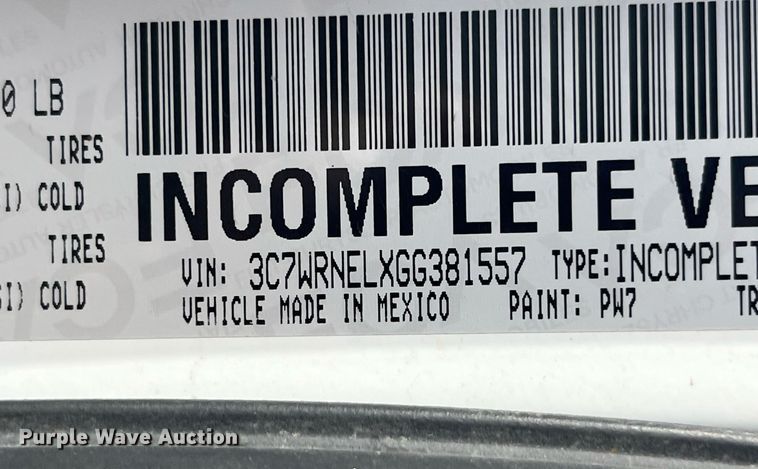 0 LB
TIRES
I) COLD
TIRES
SI) COLD
INCOMPLETE VE
VIN: 3C7WRNELXGG381557 TYPE: INCOMPLET
VEHICLE MADE IN MEXICO PAINT: PW7 TR
Purple Wave Auction